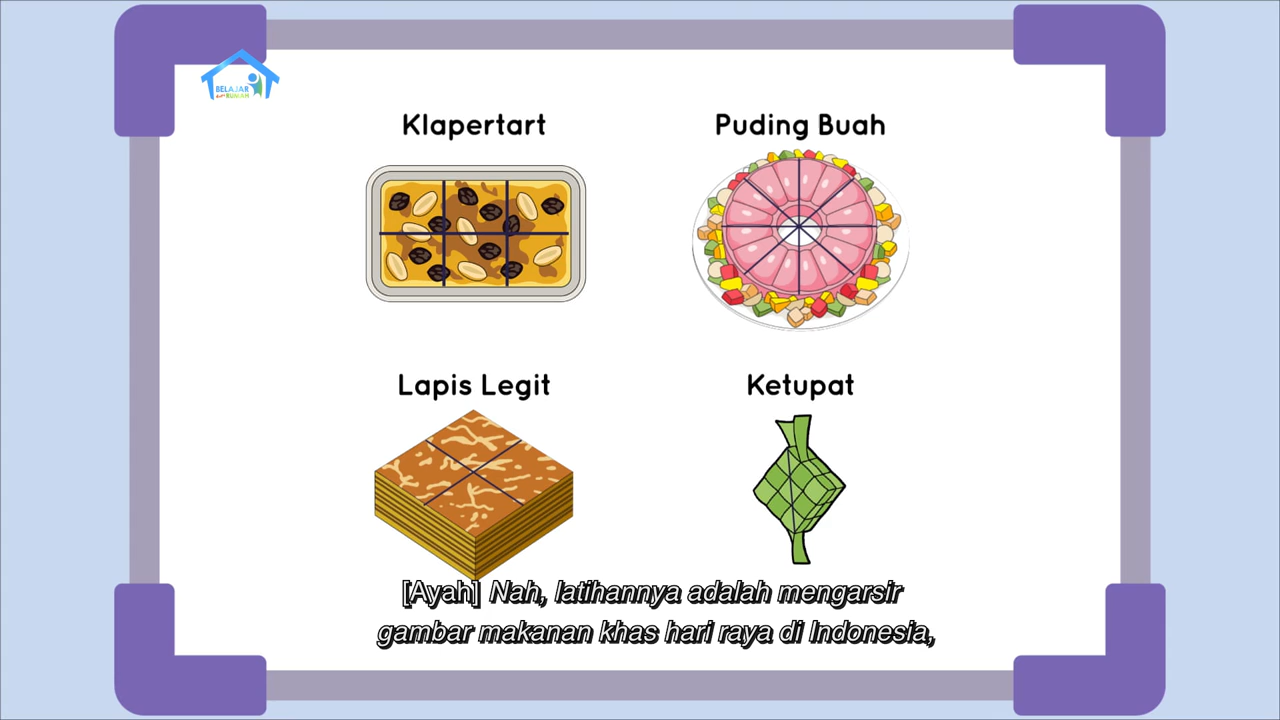 BELAJAR
dari RUMAH
Klapertart
Puding Buah
Lapis Legit
Ketupat
[Ayah] Nah, latihannya adalah mengarsir
gambar makanan khas hari raya di Indonesia,